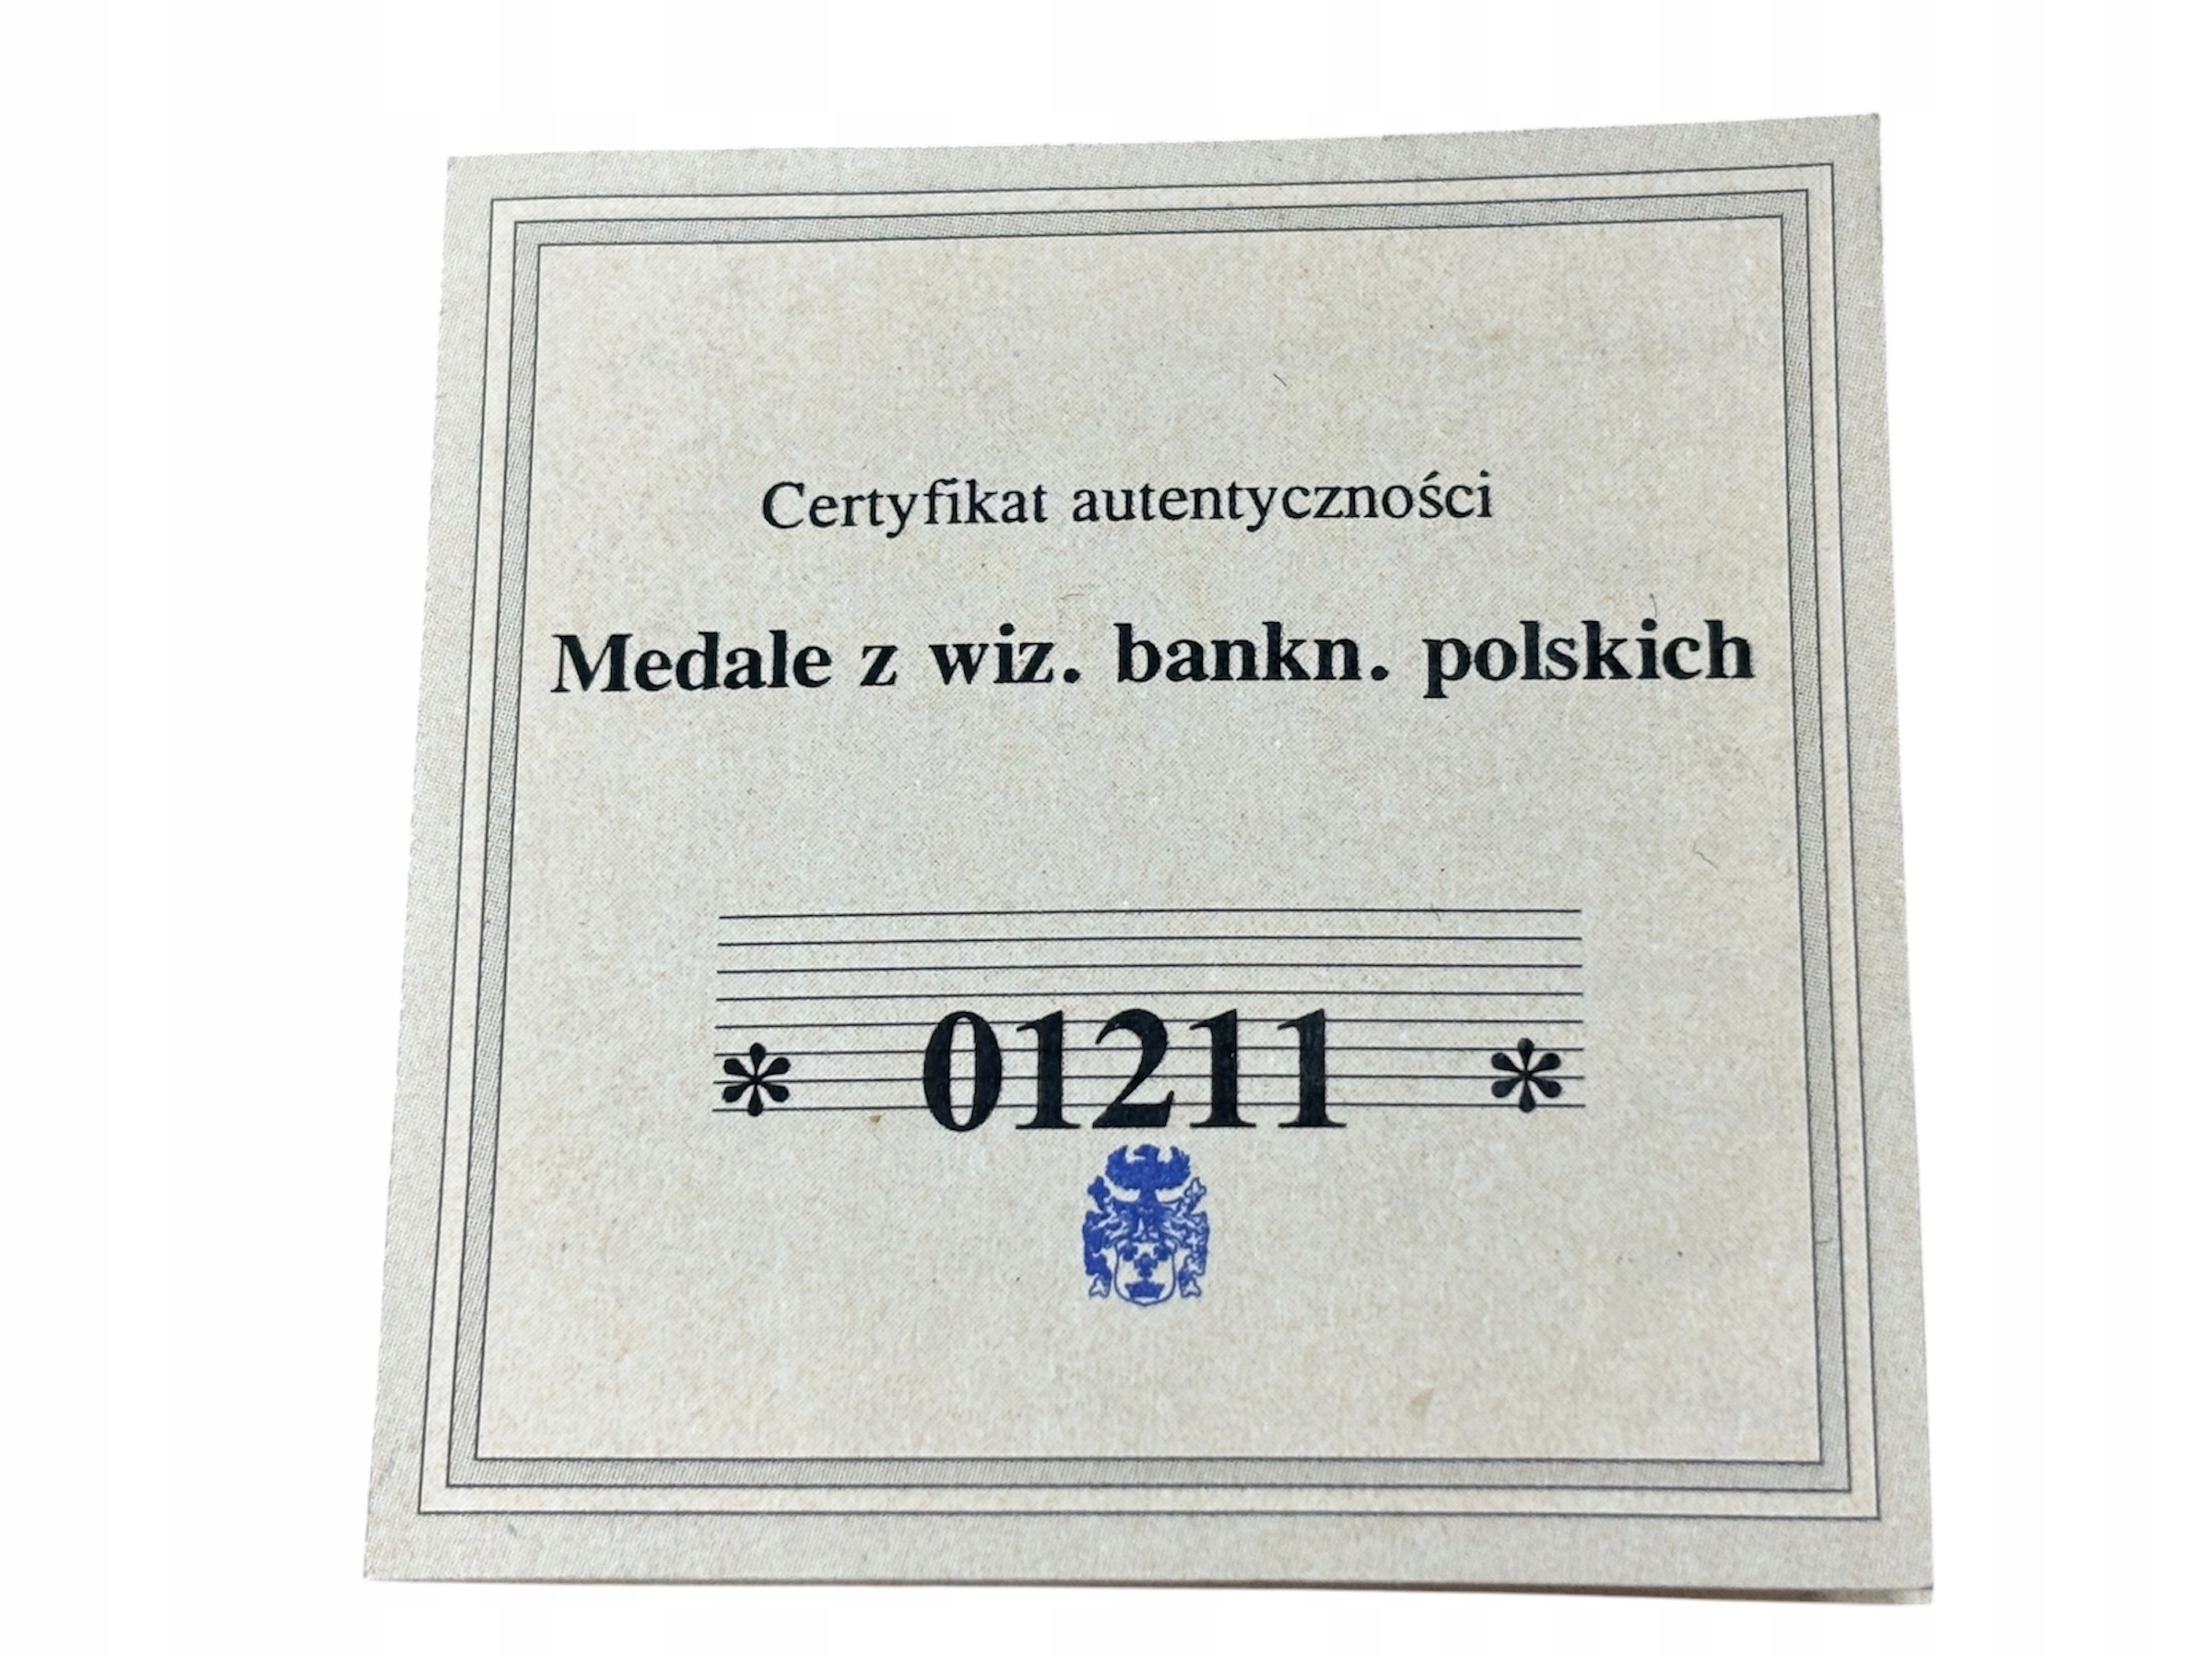 Certyfikat autentyczności
Medale z wiz. bankn. polskich
* 01211 *